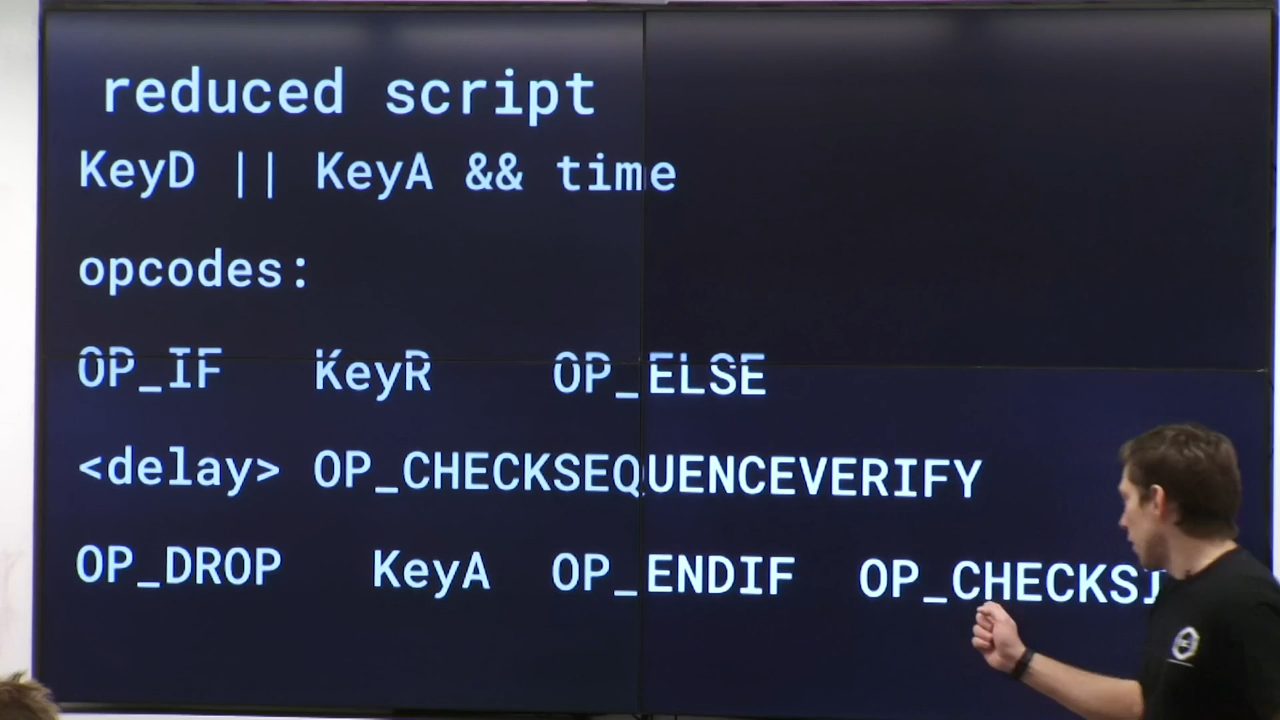 reduced script
KeyD || KeyA && time
opcodes:
OP_IF KeyR OP_ELSE
<delay> OP_CHECKSEQUENCEVERIFY
OP_DROP KeyA OP_ENDIF